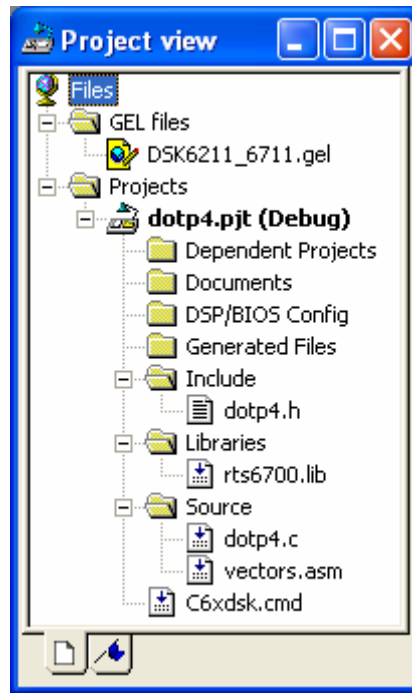 Project view
Files
GEL files
DSK6211_6711.gel
Projects
dotp4.pjt (Debug)
Dependent Projects
Documents
DSP/BIOS Config
Generated Files
Include
dotp4.h
Libraries
rts6700.lib
Source
dotp4.c
vectors.asm
C6xdsk.cmd